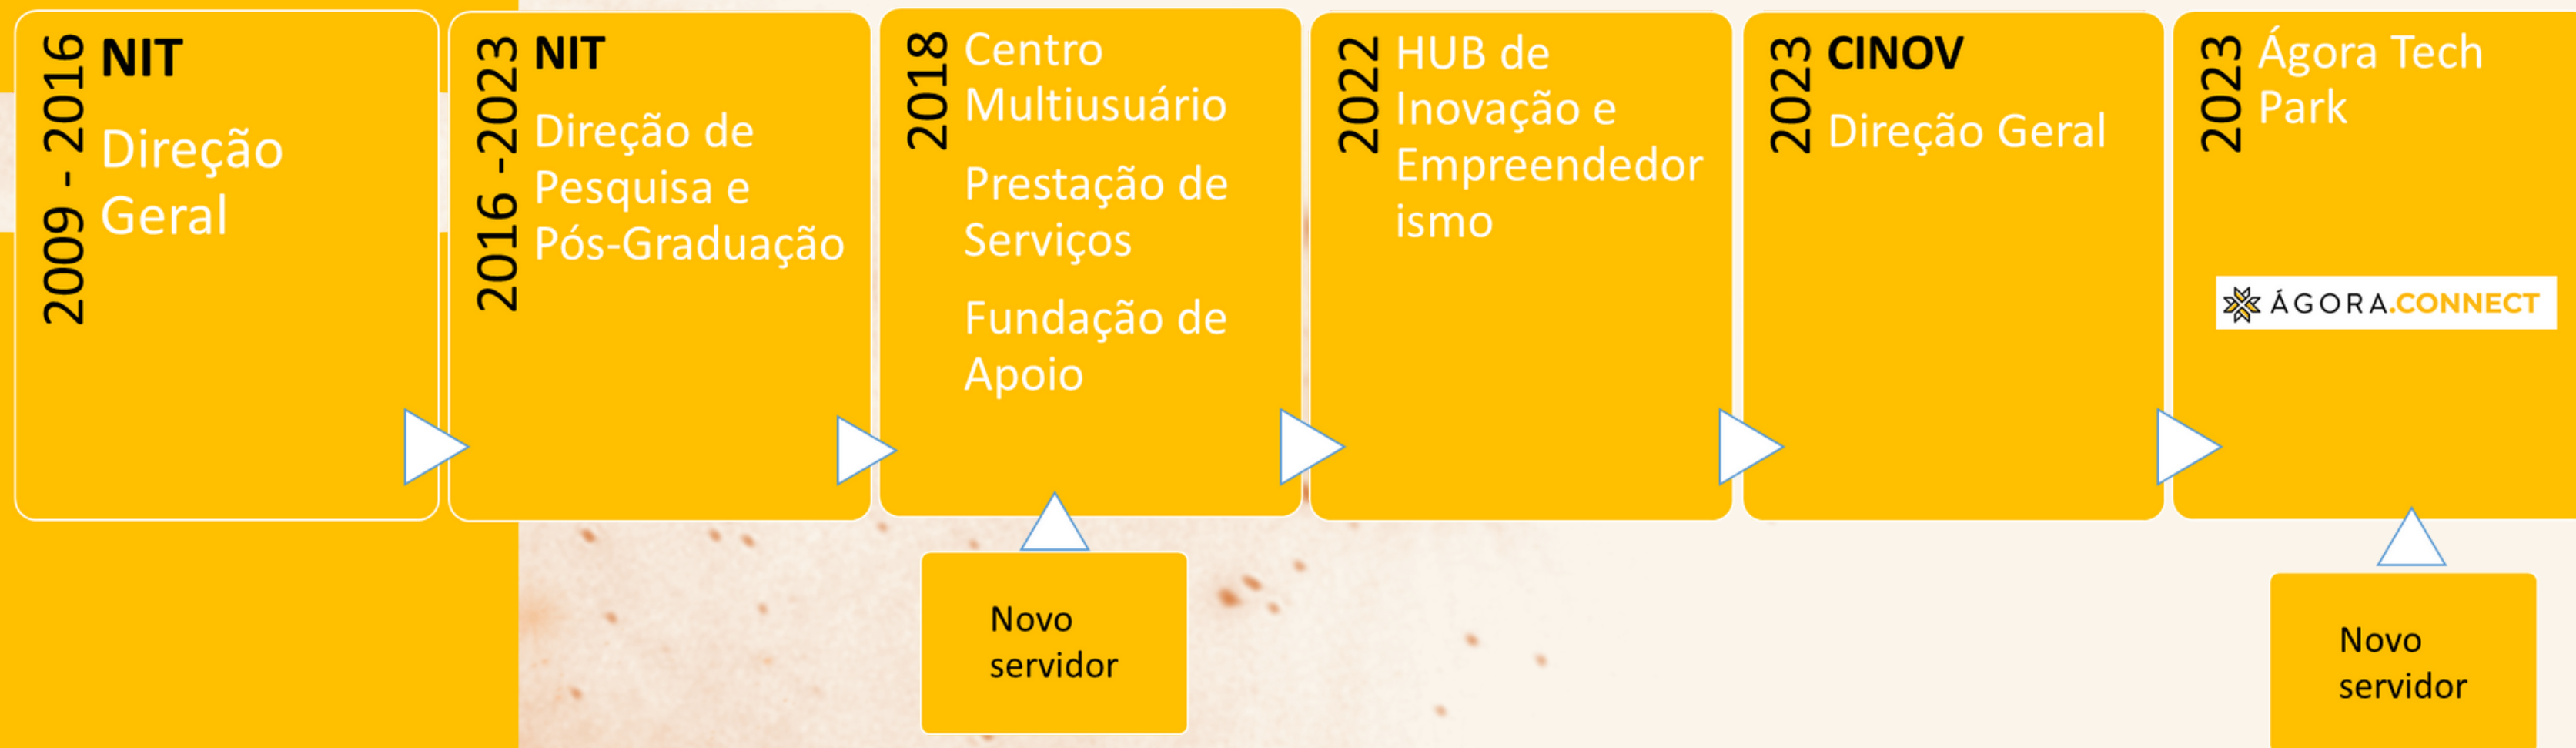 2009 - 2016
NIT
Direção
Geral
2016 -2023
NIT
Direção de
Pesquisa e
Pós-Graduação
2018
Centro
Multiusuário
Prestação de
Serviços
Fundação de
Apoio
2022
HUB de
Inovação e
Empreendedor
ismo
2023
CINOV
Direção Geral
2023
Ágora Tech
Park
ÁGORA.CONNECT
Novo
servidor
Novo
servidor